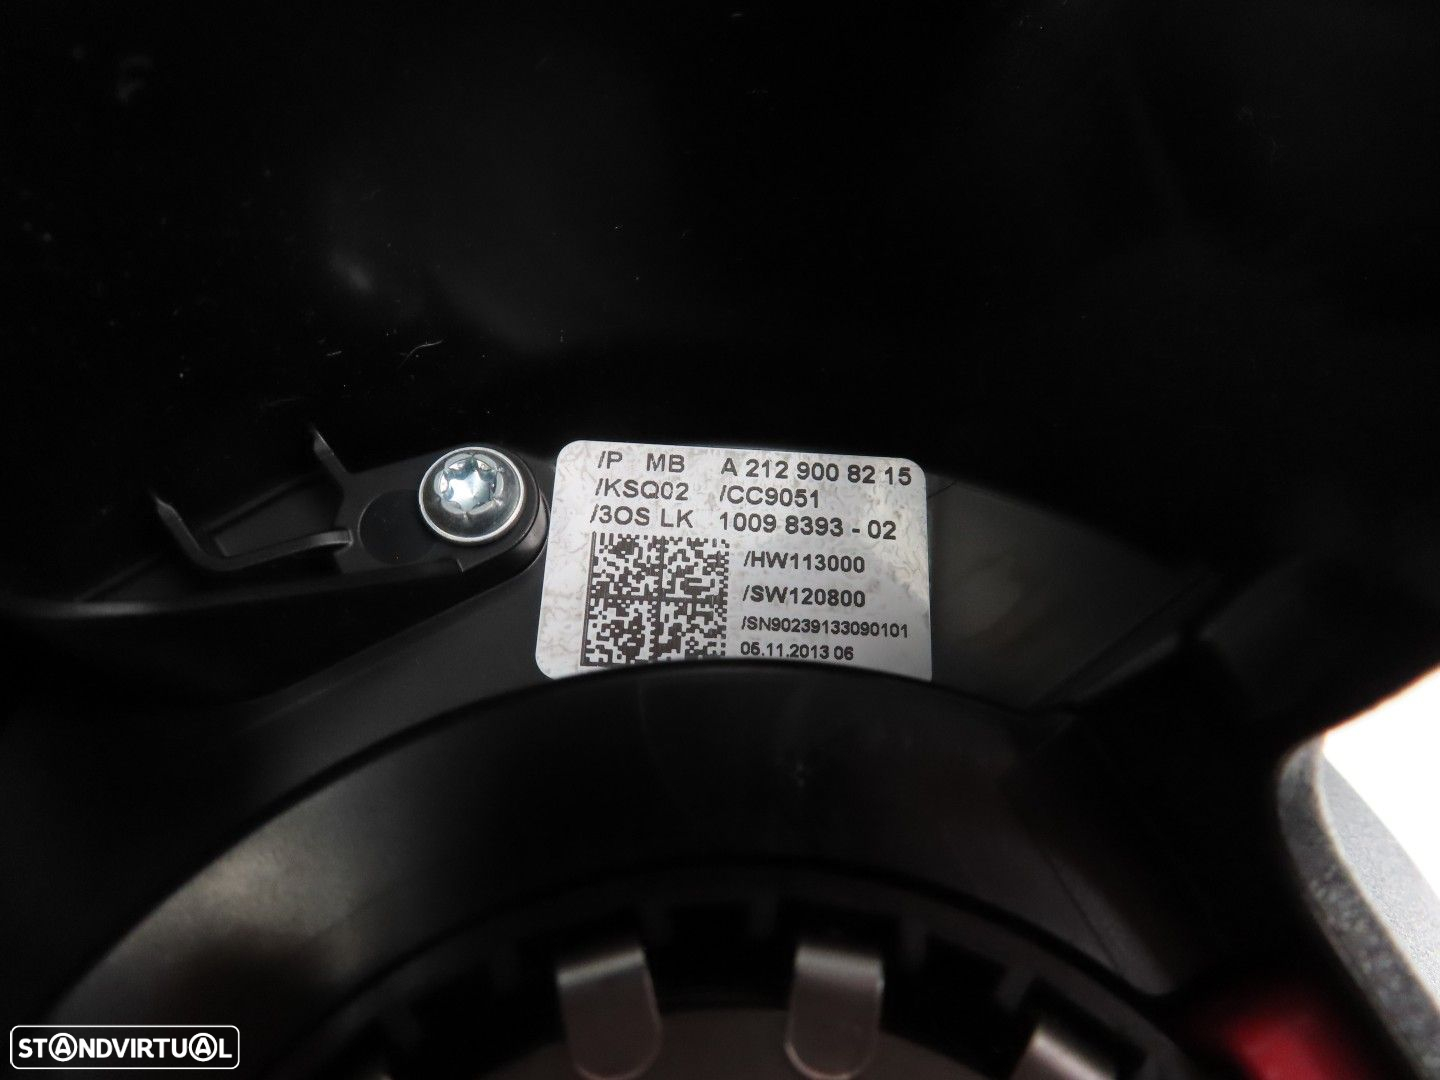 /P MB A 212 900 82 15
/KSQ02 /CC9051
/3OS LK 1009 8393 - 02
/HW113000
/SW120800
/SN90239133090101
06.11.2013 06
STANDVIRTUAL